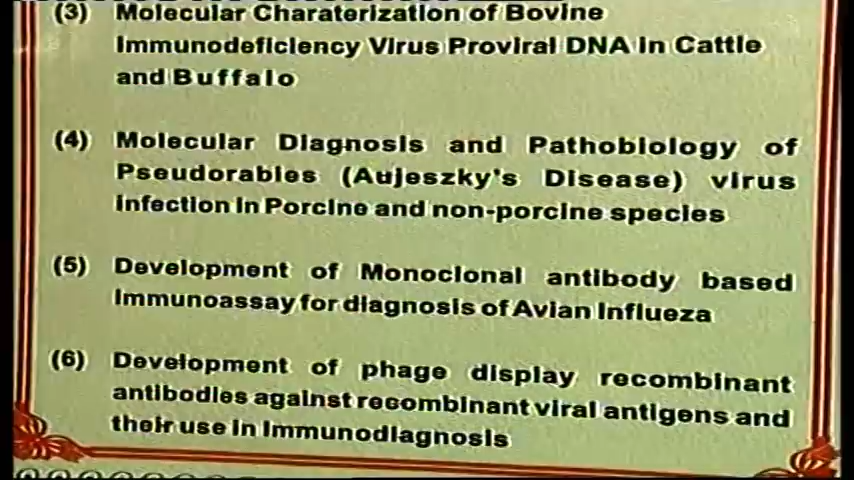 (3) Molecular Charaterization of Bovine
Immunodeficiency Virus Proviral DNA in Cattle
and Buffalo
(4) Molecular Diagnosis and Pathobiology of
Pseudorabies (Aujeszky's Disease) virus
infection in Porcine and non-porcine species
(5) Development of Monoclonal antibody based
Immunoassay for diagnosis of Avian Influeza
(6) Development of phage display recombinant
antibodies against recombinant viral antigens and
their use in Immunodiagnosis